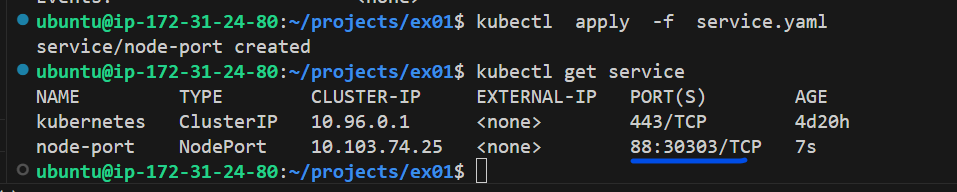 ubuntu@ip-172-31-24-80:~/projects/ex01$ kubectl  apply  -f  service.yaml
service/node-port created
ubuntu@ip-172-31-24-80:~/projects/ex01$ kubectl get service
NAME         TYPE        CLUSTER-IP      EXTERNAL-IP   PORT(S)        AGE
kubernetes   ClusterIP   10.96.0.1       <none>        443/TCP        4d20h
node-port    NodePort    10.103.74.25    <none>        88:30303/TCP   7s
ubuntu@ip-172-31-24-80:~/projects/ex01$